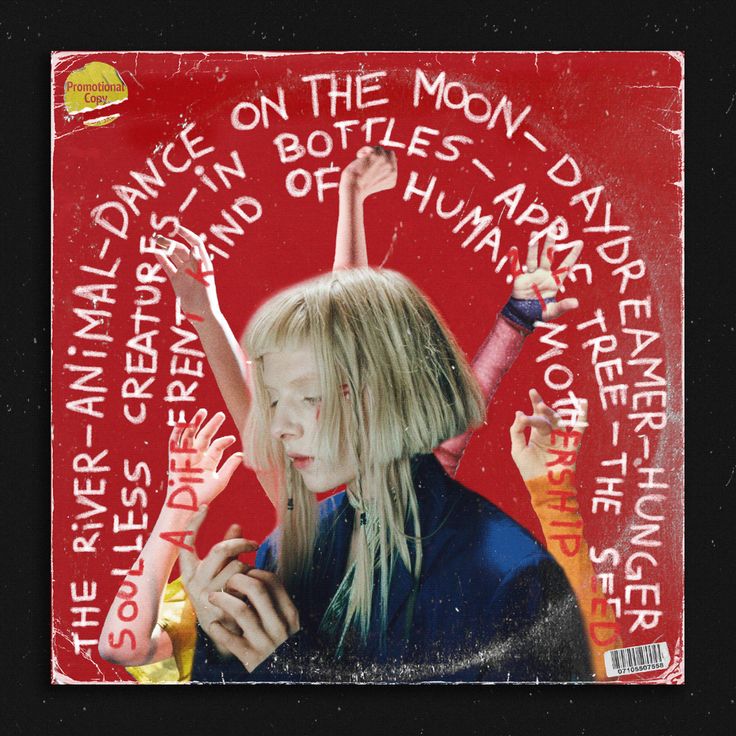 Promotional
Copy
THE RiVER-ANiMAL-DANCE ON THE MOON-DAYDREAMER-HUNGER
SOULLESS CREATURES-iN BOTTLES-APPLE TREE-THE SEED
A DiFFERENT KIND OF HUMAN-MOTHERSHIP
07105507558